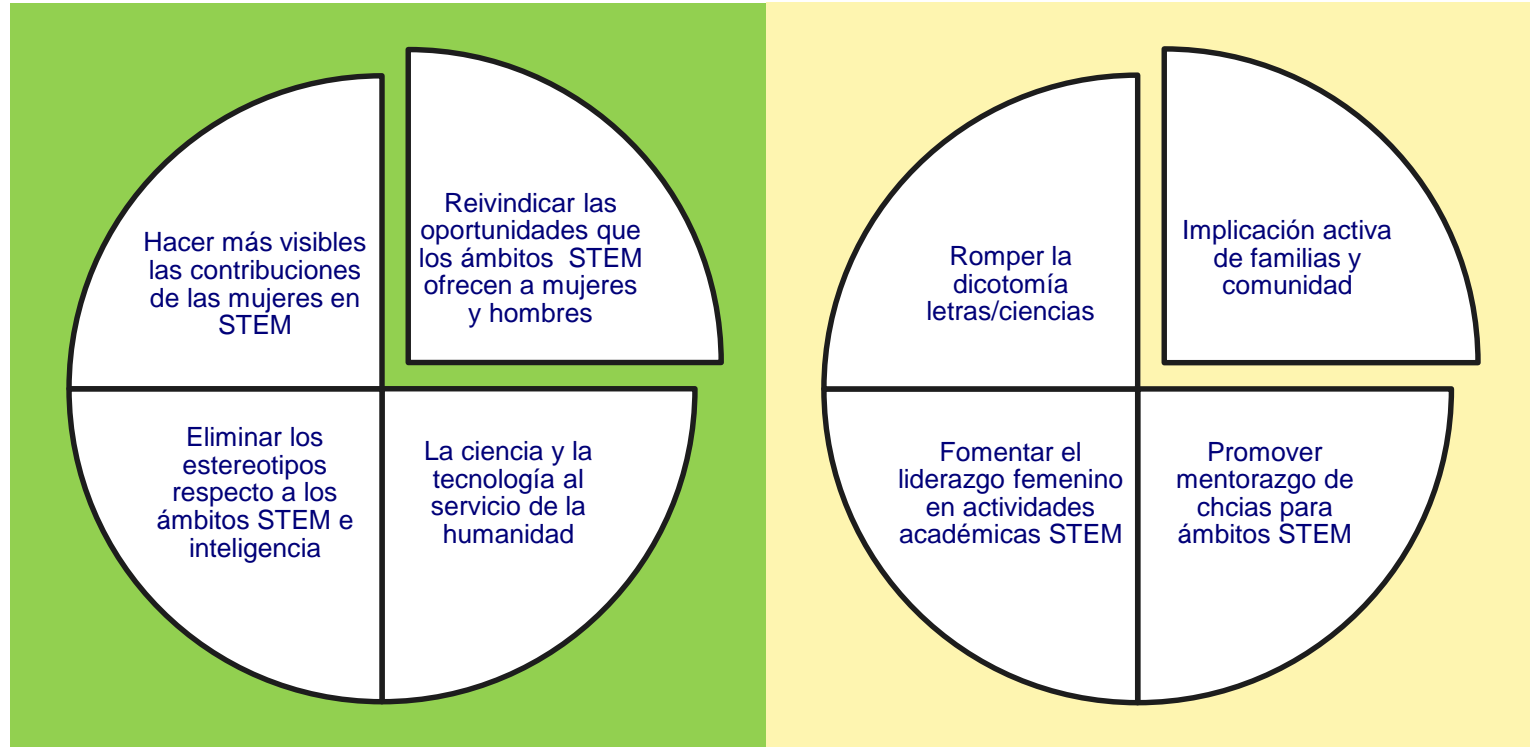 Hacer más visibles
las contribuciones
de las mujeres en
STEM
Reivindicar las
oportunidades que
los ámbitos STEM
ofrecen a mujeres
y hombres
Eliminar los
estereotipos
respecto a los
ámbitos STEM e
inteligencia
La ciencia y la
tecnología al
servicio de la
humanidad
Romper la
dicotomía
letras/ciencias
Implicación activa
de familias y
comunidad
Fomentar el
liderazgo femenino
en actividades
académicas STEM
Promover
mentorazgo de
chcias para
ámbitos STEM